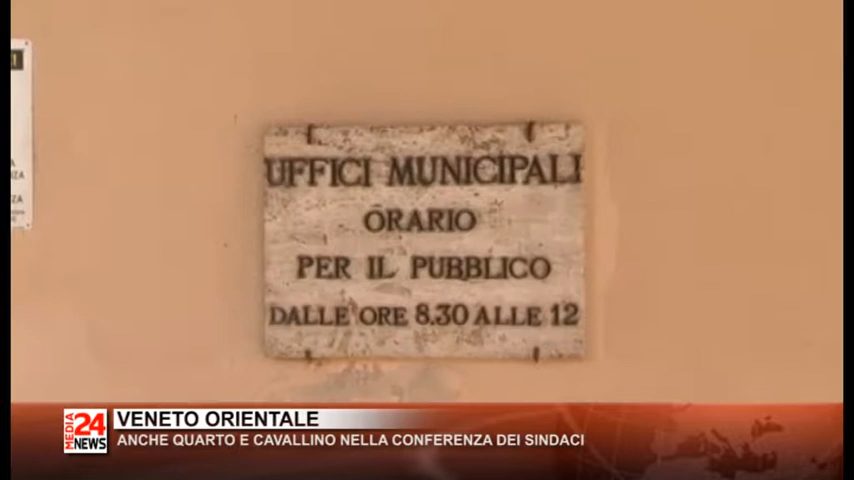 UFFICI MUNICIPALI
ORARIO
PER IL PUBBLICO
DALLE ORE 8.30 ALLE 12
MEDIA 24 NEWS
VENETO ORIENTALE
ANCHE QUARTO E CAVALLINO NELLA CONFERENZA DEI SINDACI